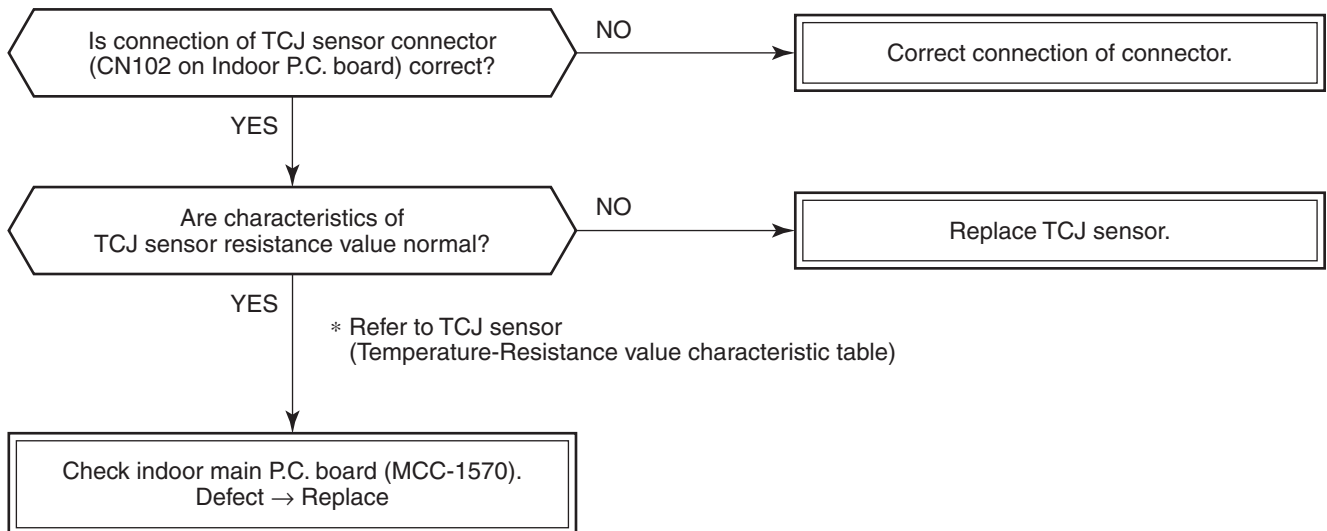 Is connection of TCJ sensor connector
(CN102 on Indoor P.C. board) correct?
NO
Correct connection of connector.
YES
Are characteristics of
TCJ sensor resistance value normal?
NO
Replace TCJ sensor.
YES
* Refer to TCJ sensor
(Temperature-Resistance value characteristic table)
Check indoor main P.C. board (MCC-1570).
Defect → Replace